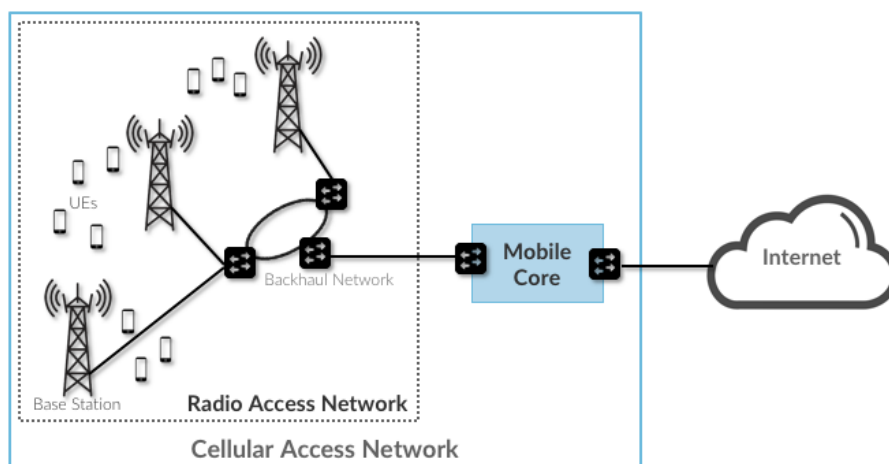 UEs
Backhaul Network
Mobile
Core
Internet
Base Station
Radio Access Network
Cellular Access Network